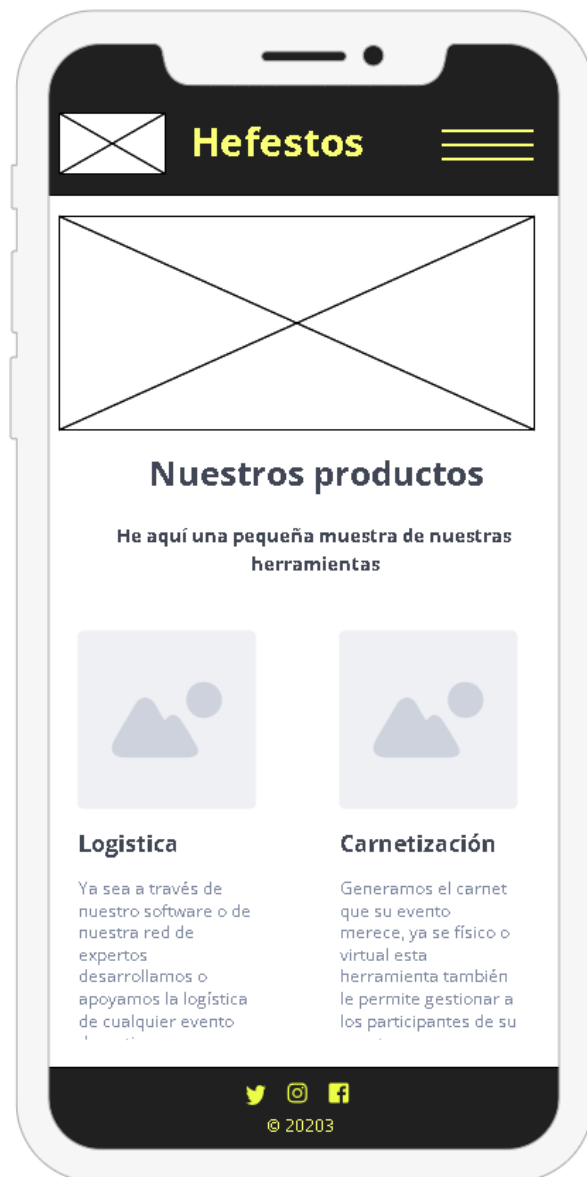 Hefestos
Nuestros productos
He aquí una pequeña muestra de nuestras
herramientas
Logistica
Ya sea a través de
nuestro software o de
nuestra red de
expertos
desarrollamos o
apoyamos la logística
de cualquier evento
Carnetización
Generamos el carnet
que su evento
merece, ya se físico o
virtual esta
herramienta también
le permite gestionar a
los participantes de su
© 20203